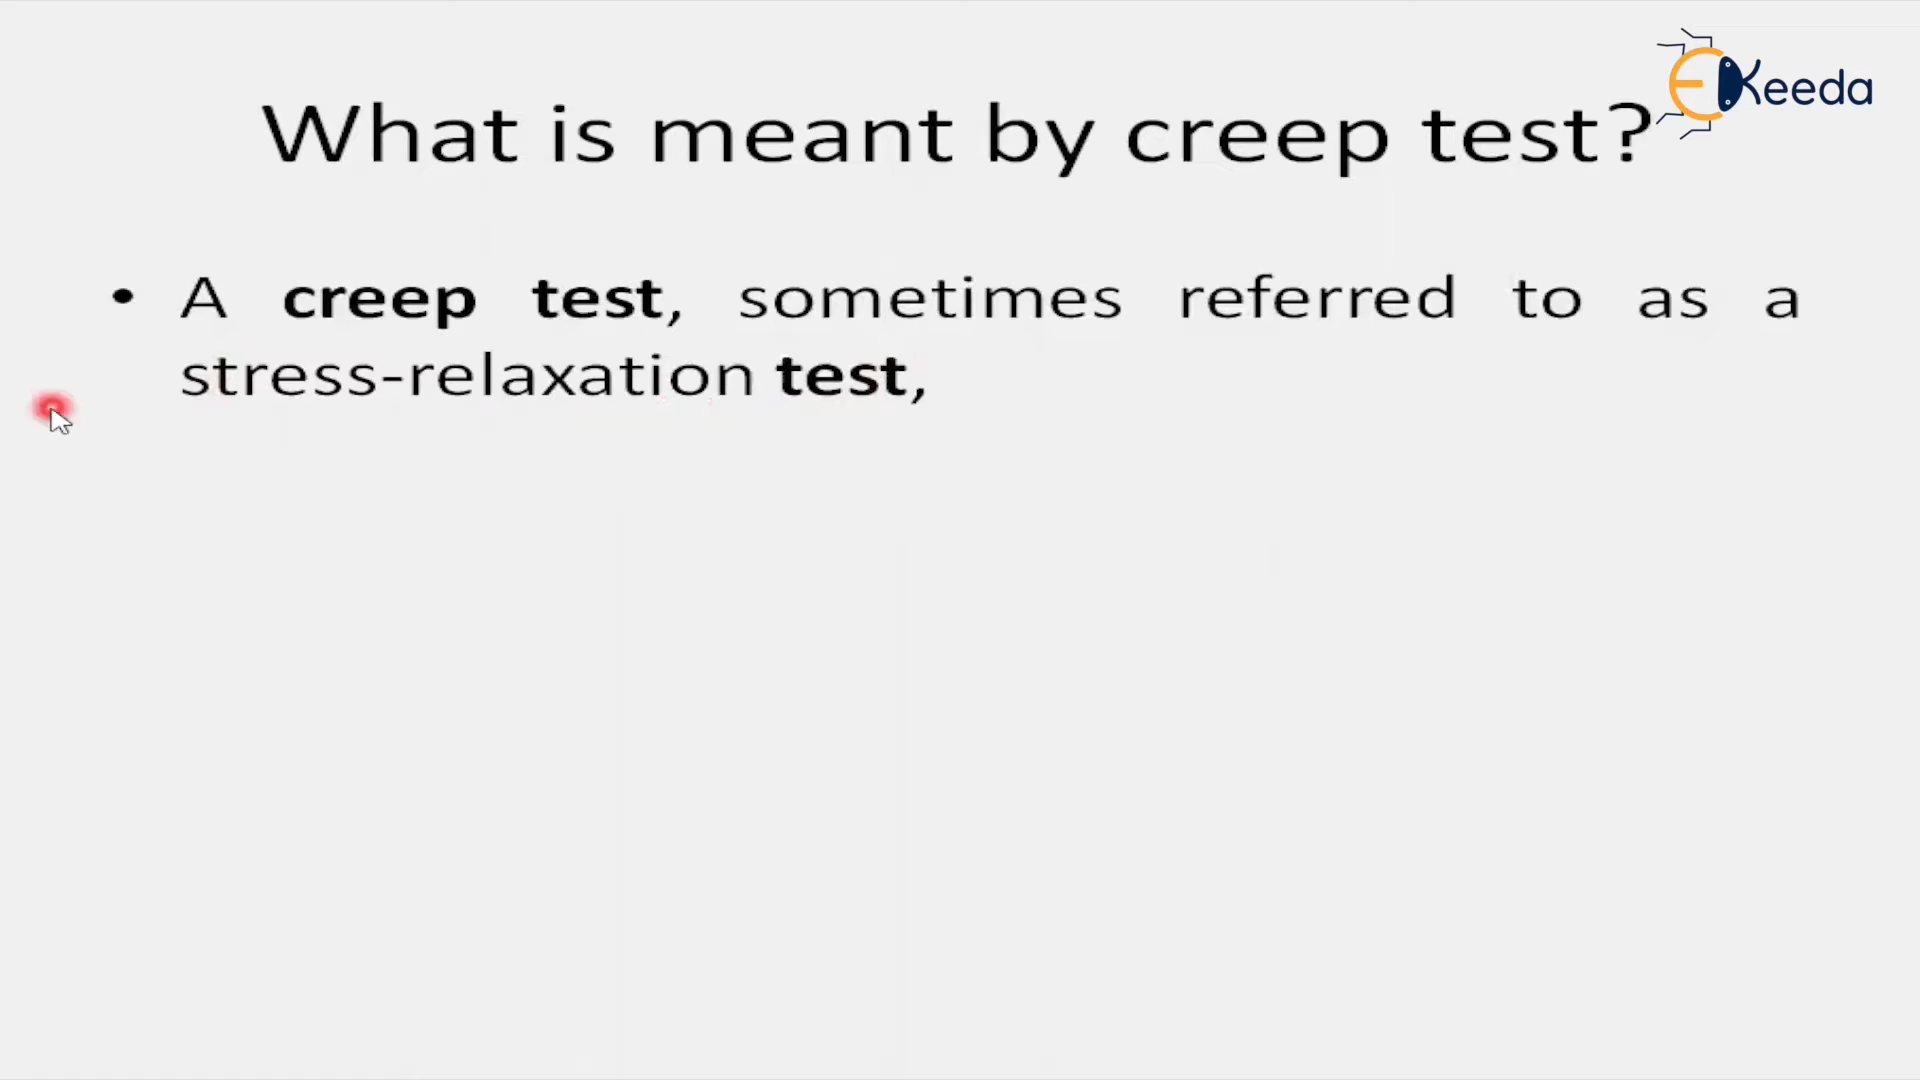 EKeeda
What is meant by creep test?
• A creep test, sometimes referred to as a
stress-relaxation test,